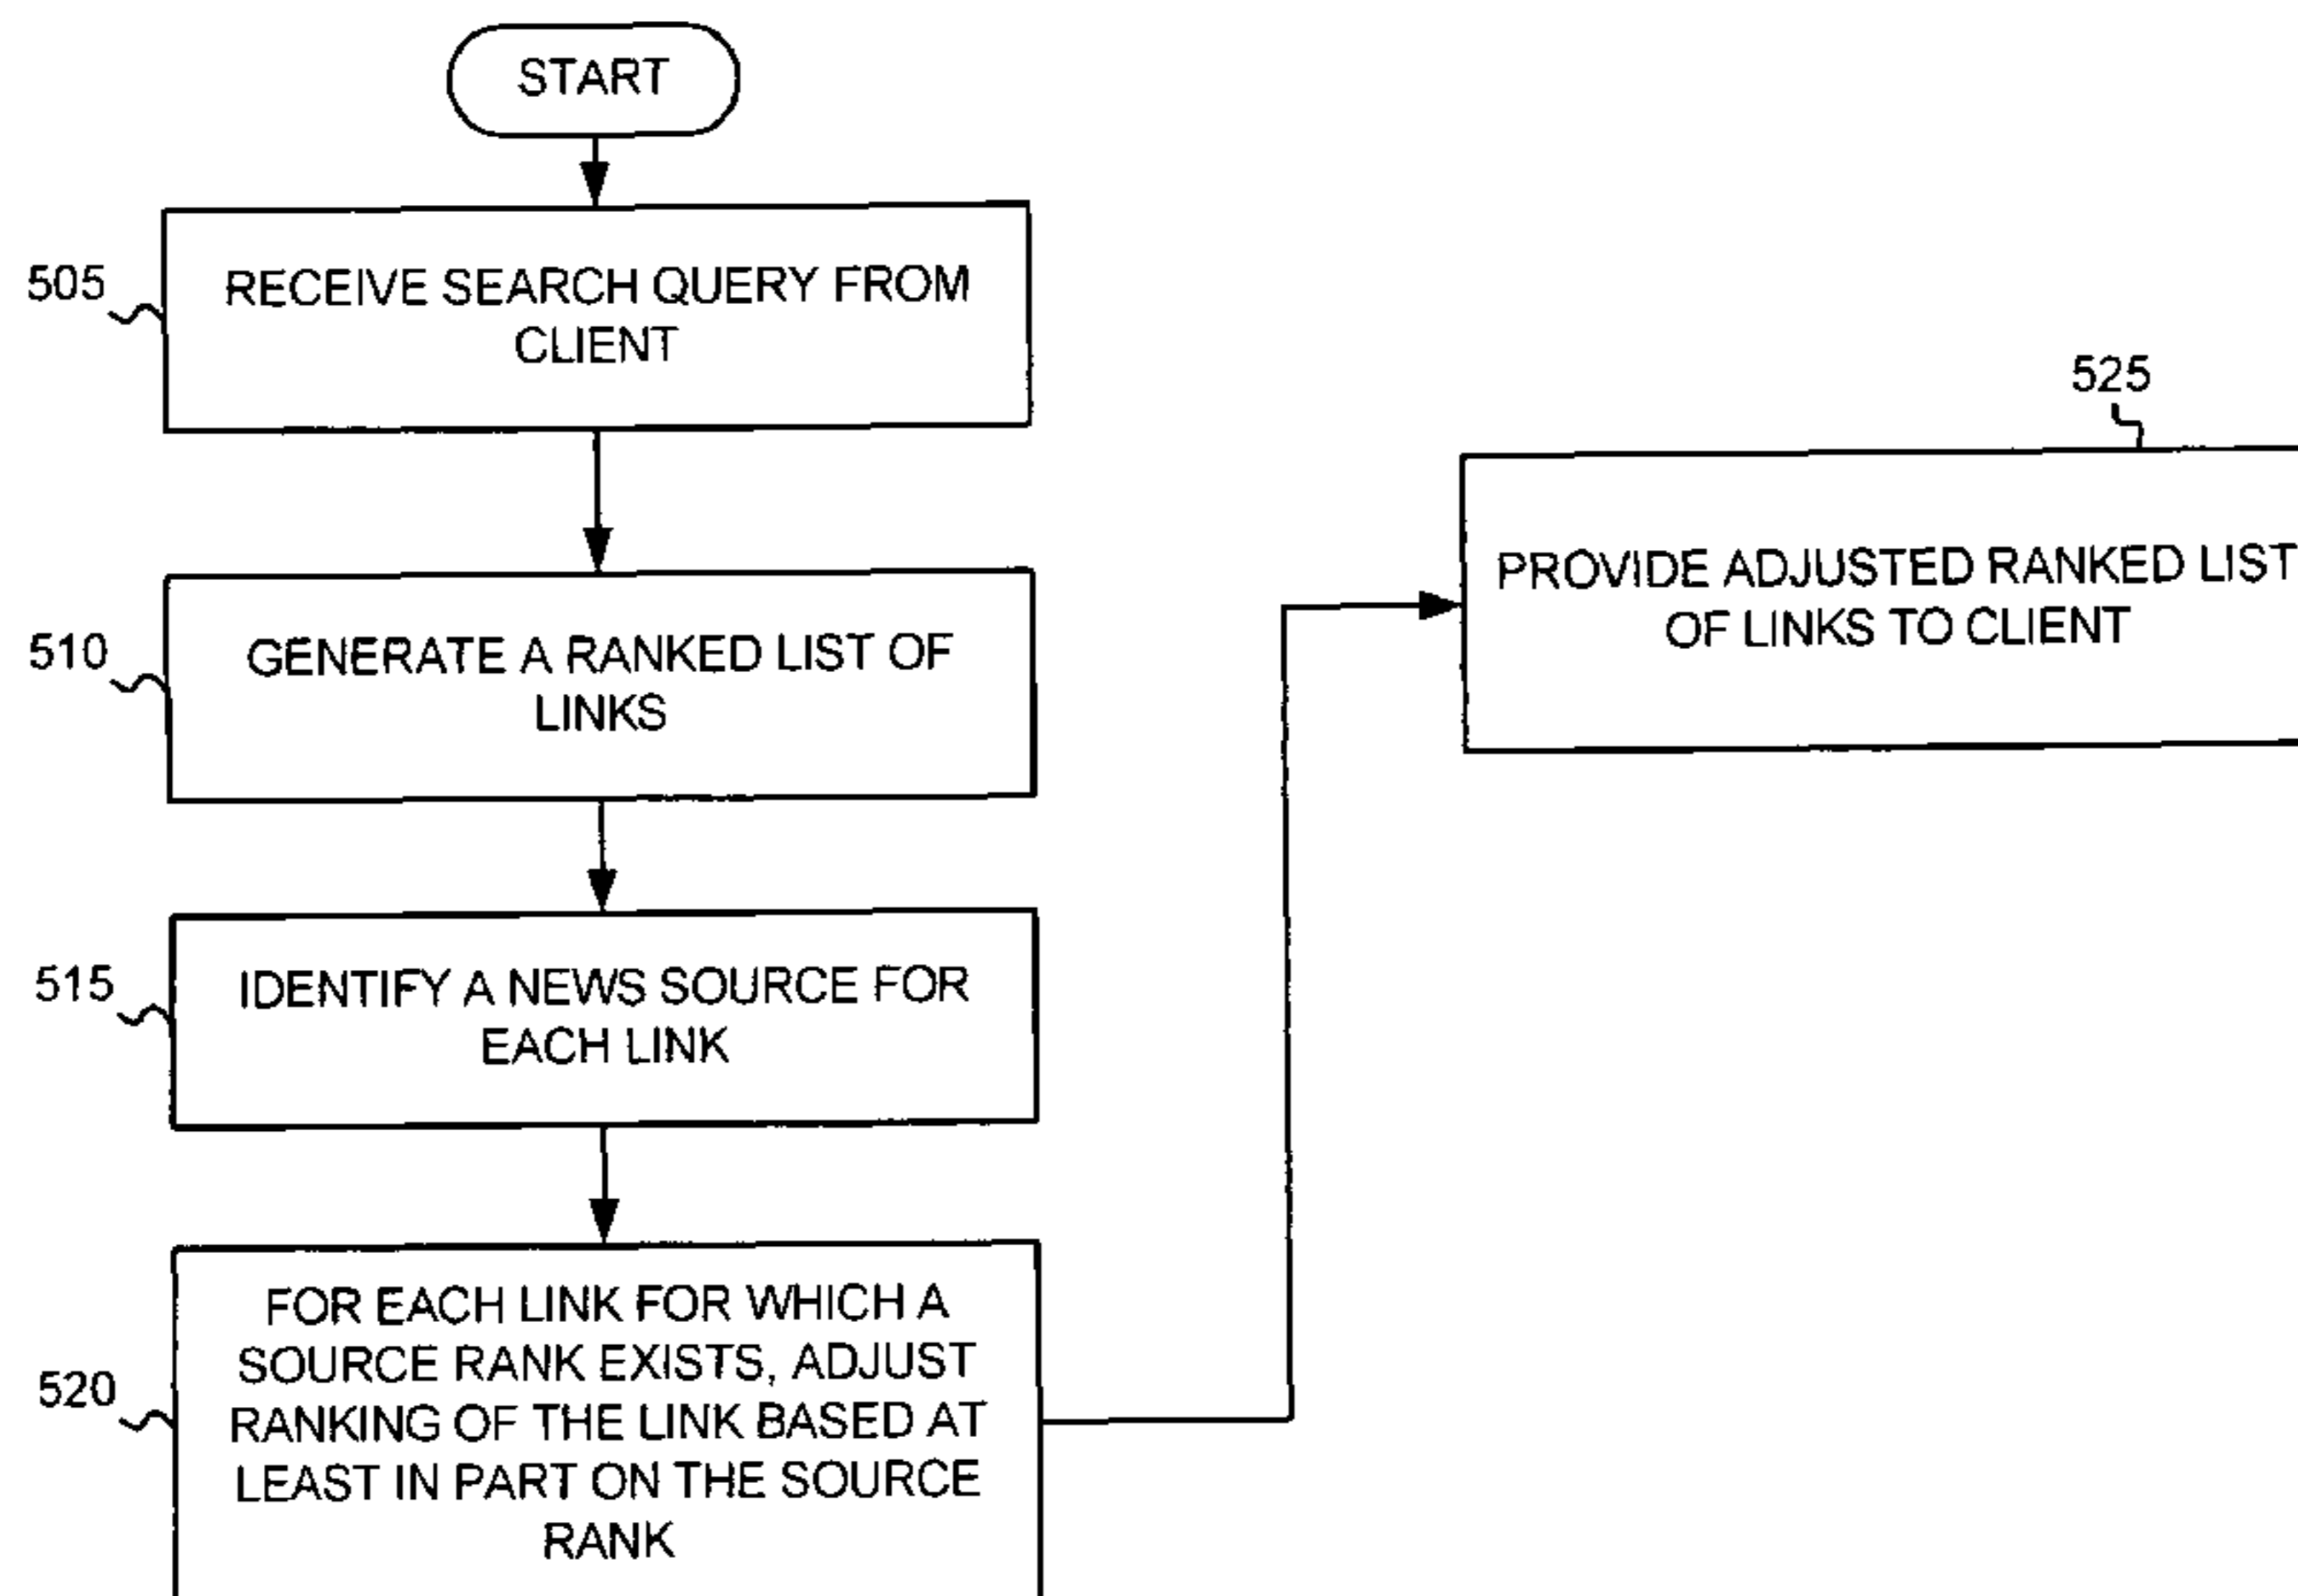 START
505
RECEIVE SEARCH QUERY FROM
CLIENT
510
GENERATE A RANKED LIST OF
LINKS
515
IDENTIFY A NEWS SOURCE FOR
EACH LINK
520
FOR EACH LINK FOR WHICH A
SOURCE RANK EXISTS, ADJUST
RANKING OF THE LINK BASED AT
LEAST IN PART ON THE SOURCE
RANK
525
PROVIDE ADJUSTED RANKED LIST
OF LINKS TO CLIENT